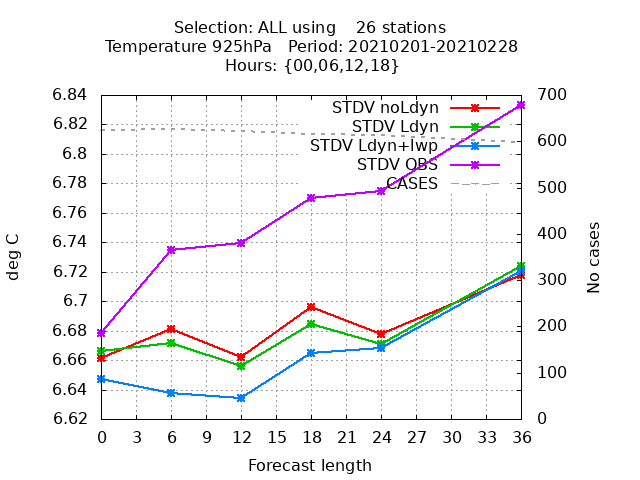 Selection: ALL using    26 stations
Temperature 925hPa   Period: 20210201-20210228
Hours: {00,06,12,18}
STDV noLdyn
STDV Ldyn
STDV Ldyn+lwp
STDV OBS
CASES
6.84
6.82
6.8
6.78
6.76
6.74
6.72
6.7
6.68
6.66
6.64
6.62
700
600
500
400
300
200
100
0
deg C
No cases
0 3 6 9 12 15 18 21 24 27 30 33 36
Forecast length